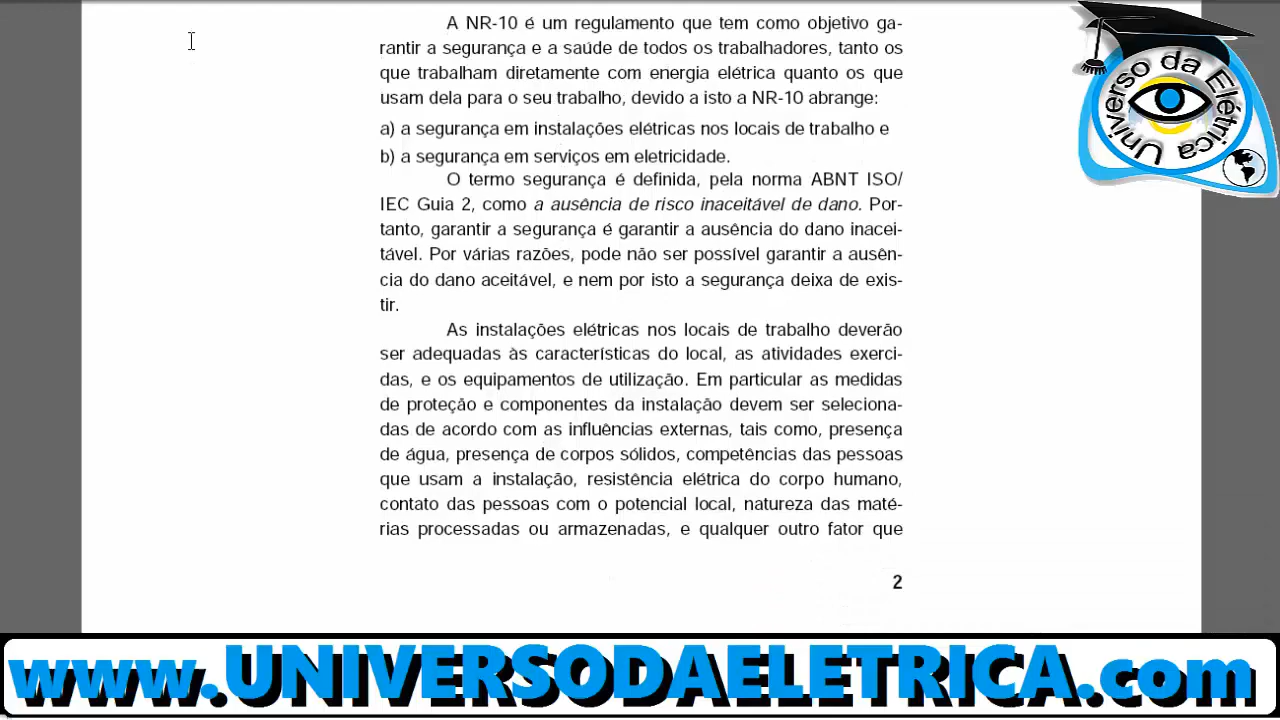 A NR-10 é um regulamento que tem como objetivo ga-
rantir a segurança e a saúde de todos os trabalhadores, tanto os
que trabalham diretamente com energia elétrica quanto os que
usam dela para o seu trabalho, devido a isto a NR-10 abrange:
a) a segurança em instalações elétricas nos locais de trabalho e
b) a segurança em serviços em eletricidade.
O termo segurança é definida, pela norma ABNT ISO/
IEC Guia 2, como a ausência de risco inaceitável de dano. Por-
tanto, garantir a segurança é garantir a ausência do dano inacei-
tável. Por várias razões, pode não ser possível garantir a ausên-
cia do dano aceitável, e nem por isto a segurança deixa de exis-
tir.
As instalações elétricas nos locais de trabalho deverão
ser adequadas às características do local, as atividades exerci-
das, e os equipamentos de utilização. Em particular as medidas
de proteção e componentes da instalação devem ser seleciona-
das de acordo com as influências externas, tais como, presença
de água, presença de corpos sólidos, competências das pessoas
que usam a instalação, resistência elétrica do corpo humano,
contato das pessoas com o potencial local, natureza das maté-
rias processadas ou armazenadas, e qualquer outro fator que
2
Universo da Elétrica
www.UNIVERSODAELETRICA.com